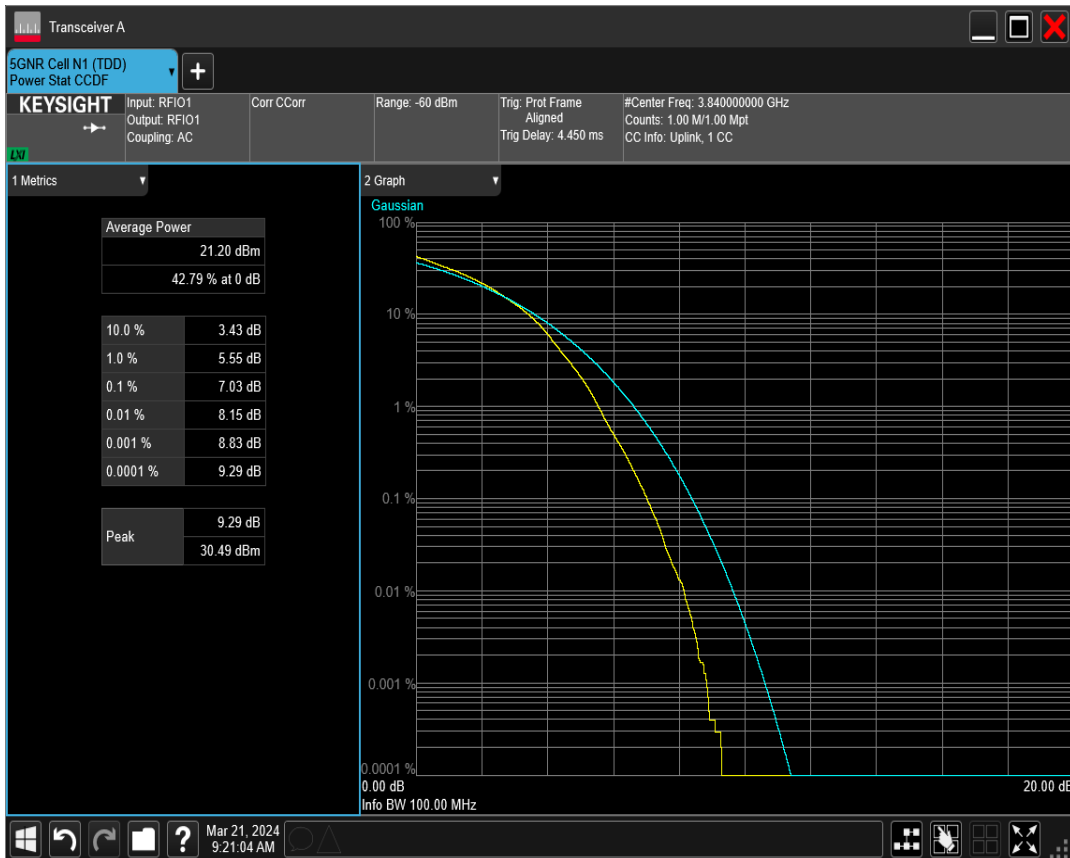 Transceiver A
5GNR Cell N1 (TDD)
Power Stat CCDF
+
KEYSIGHT
LXI
Input: RFIO1
Output: RFIO1
Coupling: AC
Corr CCorr
Range: -60 dBm
Trig: Prot Frame
Aligned
Trig Delay: 4.450 ms
#Center Freq: 3.840000000 GHz
Counts: 1.00 M/1.00 Mpt
CC Info: Uplink, 1 CC
1 Metrics
Average Power
21.20 dBm
42.79 % at 0 dB
10.0 % 3.43 dB
1.0 % 5.55 dB
0.1 % 7.03 dB
0.01 % 8.15 dB
0.001 % 8.83 dB
0.0001 % 9.29 dB
Peak
9.29 dB
30.49 dBm
2 Graph
Gaussian
100 %
10 %
1 %
0.1 %
0.01 %
0.001 %
0.0001 %
0.00 dB
20.00 dB
Info BW 100.00 MHz
?
Mar 21, 2024
9:21:04 AM